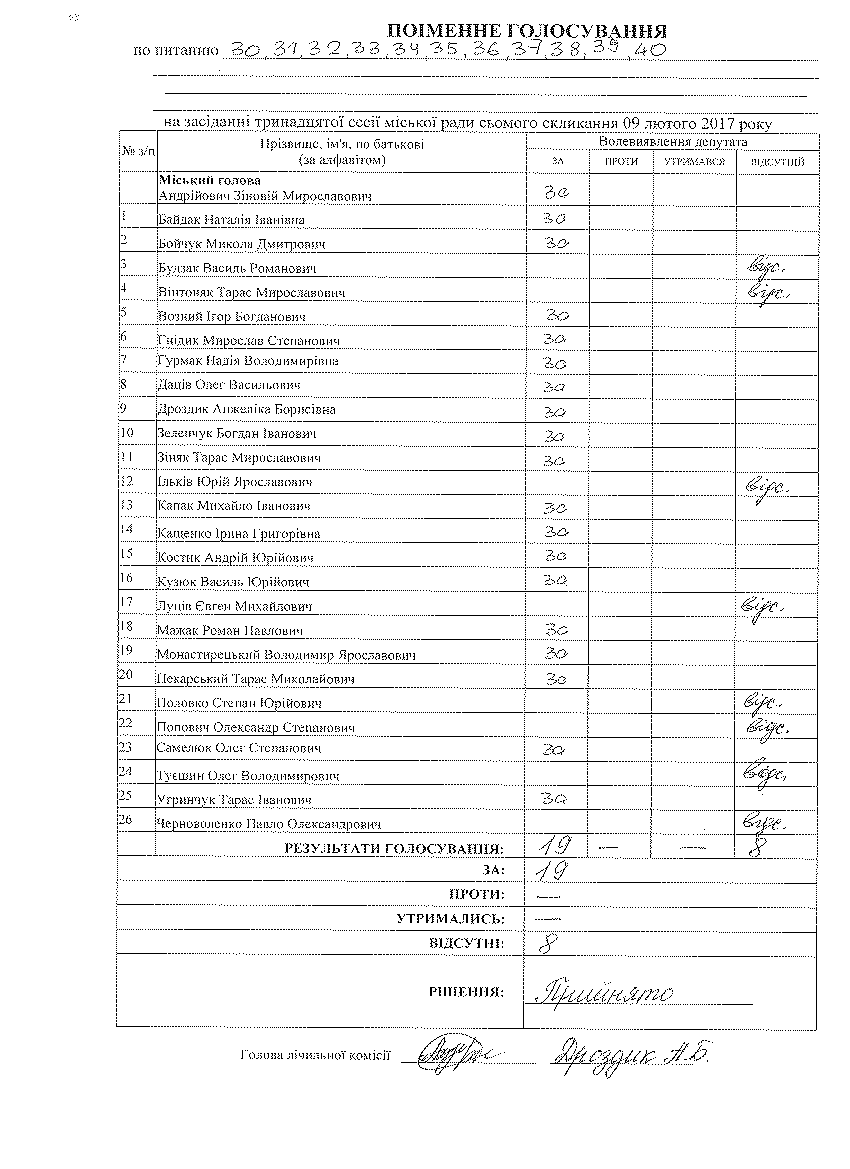 ПОІМЕННЕ ГОЛОСУВАННЯ
по питанню 30, 31, 32, 33, 34, 35, 36, 37, 38, 39, 40
на засіданні тринадцятої сесії міської ради сьомого скликання 09 лютого 2017 року
№ з/п Прізвище, ім'я, по батькові (за алфавітом) Волевиявлення депутата
ЗА ПРОТИ УТРИМАВСЯ ВІДСУТНІЙ
Міський голова
Андрійович Зіновій Мирославович За
1 Байдак Наталія Іванівна За
2 Бойчук Микола Дмитрович За
3 Будзак Василь Романович відс.
4 Вінтоняк Тарас Мирославович відс.
5 Возний Ігор Богданович За
6 Гнідик Мирослав Степанович За
7 Гурмак Надія Володимирівна За
8 Даців Олег Васильович За
9 Дроздик Анжеліка Борисівна За
10 Зеленчук Богдан Іванович За
11 Зіняк Тарас Мирославович За
12 Ільків Юрій Ярославович відс.
13 Капак Михайло Іванович За
14 Кащенко Ірина Григорівна За
15 Костик Андрій Юрійович За
16 Кузюк Василь Юрійович За
17 Луців Євген Михайлович відс.
18 Мажак Роман Павлович За
19 Монастирецький Володимир Ярославович За
20 Пекарський Тарас Миколайович За
21 Половко Степан Юрійович відс.
22 Попович Олександр Степанович відс.
23 Самелюк Олег Степанович За
24 Туєшин Олег Володимирович відс.
25 Угринчук Тарас Іванович За
26 Черноволенко Павло Олександрович відс.
РЕЗУЛЬТАТИ ГОЛОСУВАННЯ: 19 — — 8
ЗА: 19
ПРОТИ: —
УТРИМАЛИСЬ: —
ВІДСУТНІ: 8
РІШЕННЯ: Прийнято
Голова лічильної комісії Дроздик А.Б.